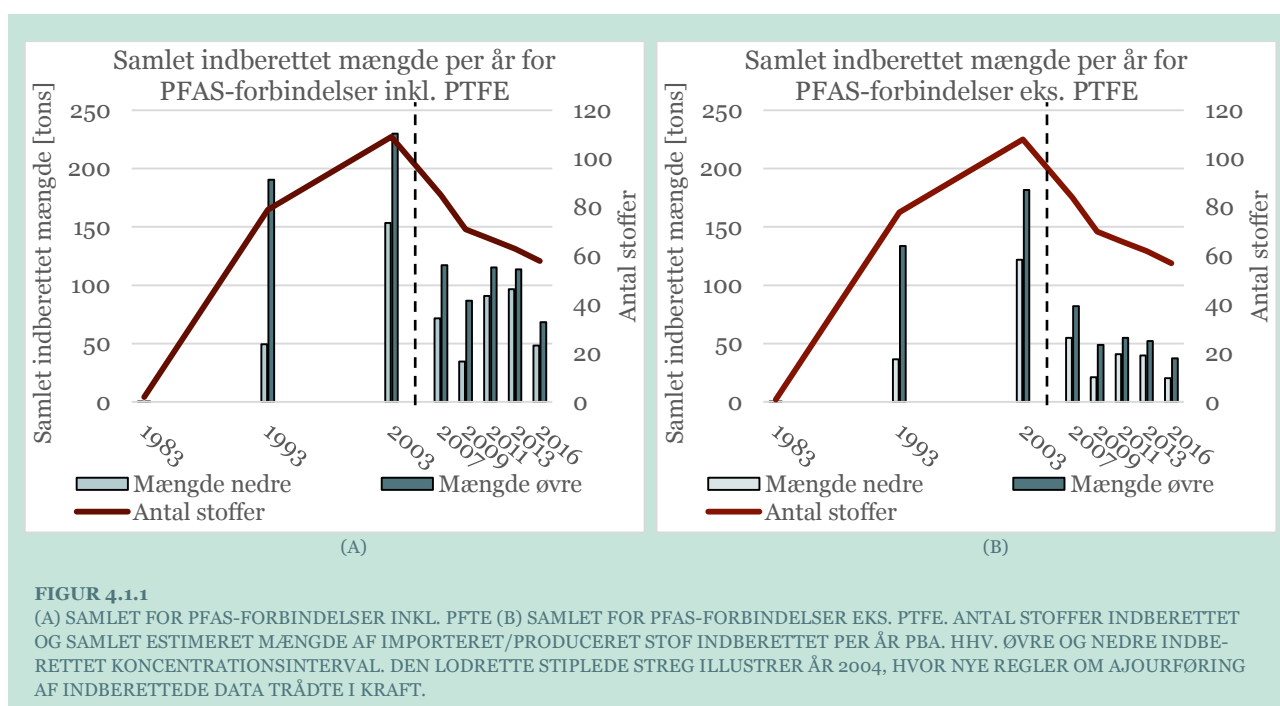 Samlet indberettet mængde per år for
PFAS-forbindelser inkl. PTFE
Samlet indberettet mængde [tons]
250
200
150
100
50
0
120
100
80
60
40
20
0
Antal stoffer
1983
1993
2003
2007
2009
2011
2013
2016
Mængde nedre
Mængde øvre
Antal stoffer
(A)
Samlet indberettet mængde per år for
PFAS-forbindelser eks. PTFE
Samlet indberettet mængde [tons]
250
200
150
100
50
0
120
100
80
60
40
20
0
Antal stoffer
1983
1993
2003
2007
2009
2011
2013
2016
Mængde nedre
Mængde øvre
Antal stoffer
(B)
FIGUR 4.1.1
(A) SAMLET FOR PFAS-FORBINDELSER INKL. PFTE (B) SAMLET FOR PFAS-FORBINDELSER EKS. PTFE. ANTAL STOFFER INDBERETTET
OG SAMLET ESTIMERET MÆNGDE AF IMPORTERET/PRODUCERET STOF INDBERETTET PER ÅR PBA. HHV. ØVRE OG NEDRE INDBE-
RETTET KONCENTRATIONSINTERVAL. DEN LODRETTE STIPLEDE STREG ILLUSTRER ÅR 2004, HVOR NYE REGLER OM AJOURFØRING
AF INDBERETTEDE DATA TRÅDTE I KRAFT.